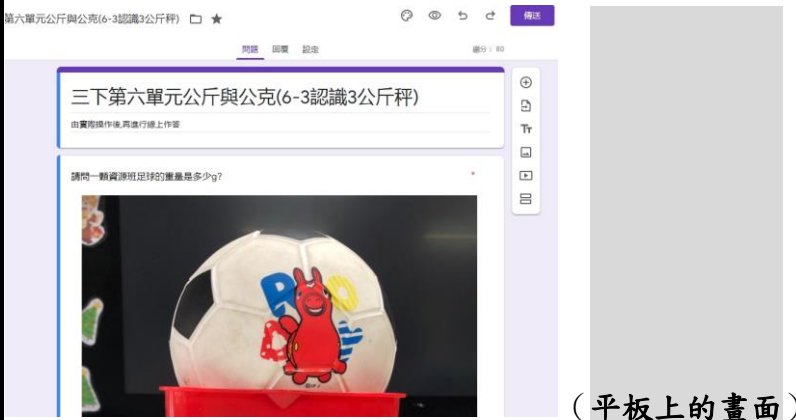 第六單元公斤與公克(6-3認識3公斤秤)
傳送
問題 回覆 設定
總分：80
三下第六單元公斤與公克(6-3認識3公斤秤)
由實際操作後,再進行線上作答
請問一顆資源班足球的重量是多少g?
*
Tт
RODY
(平板上的畫面)